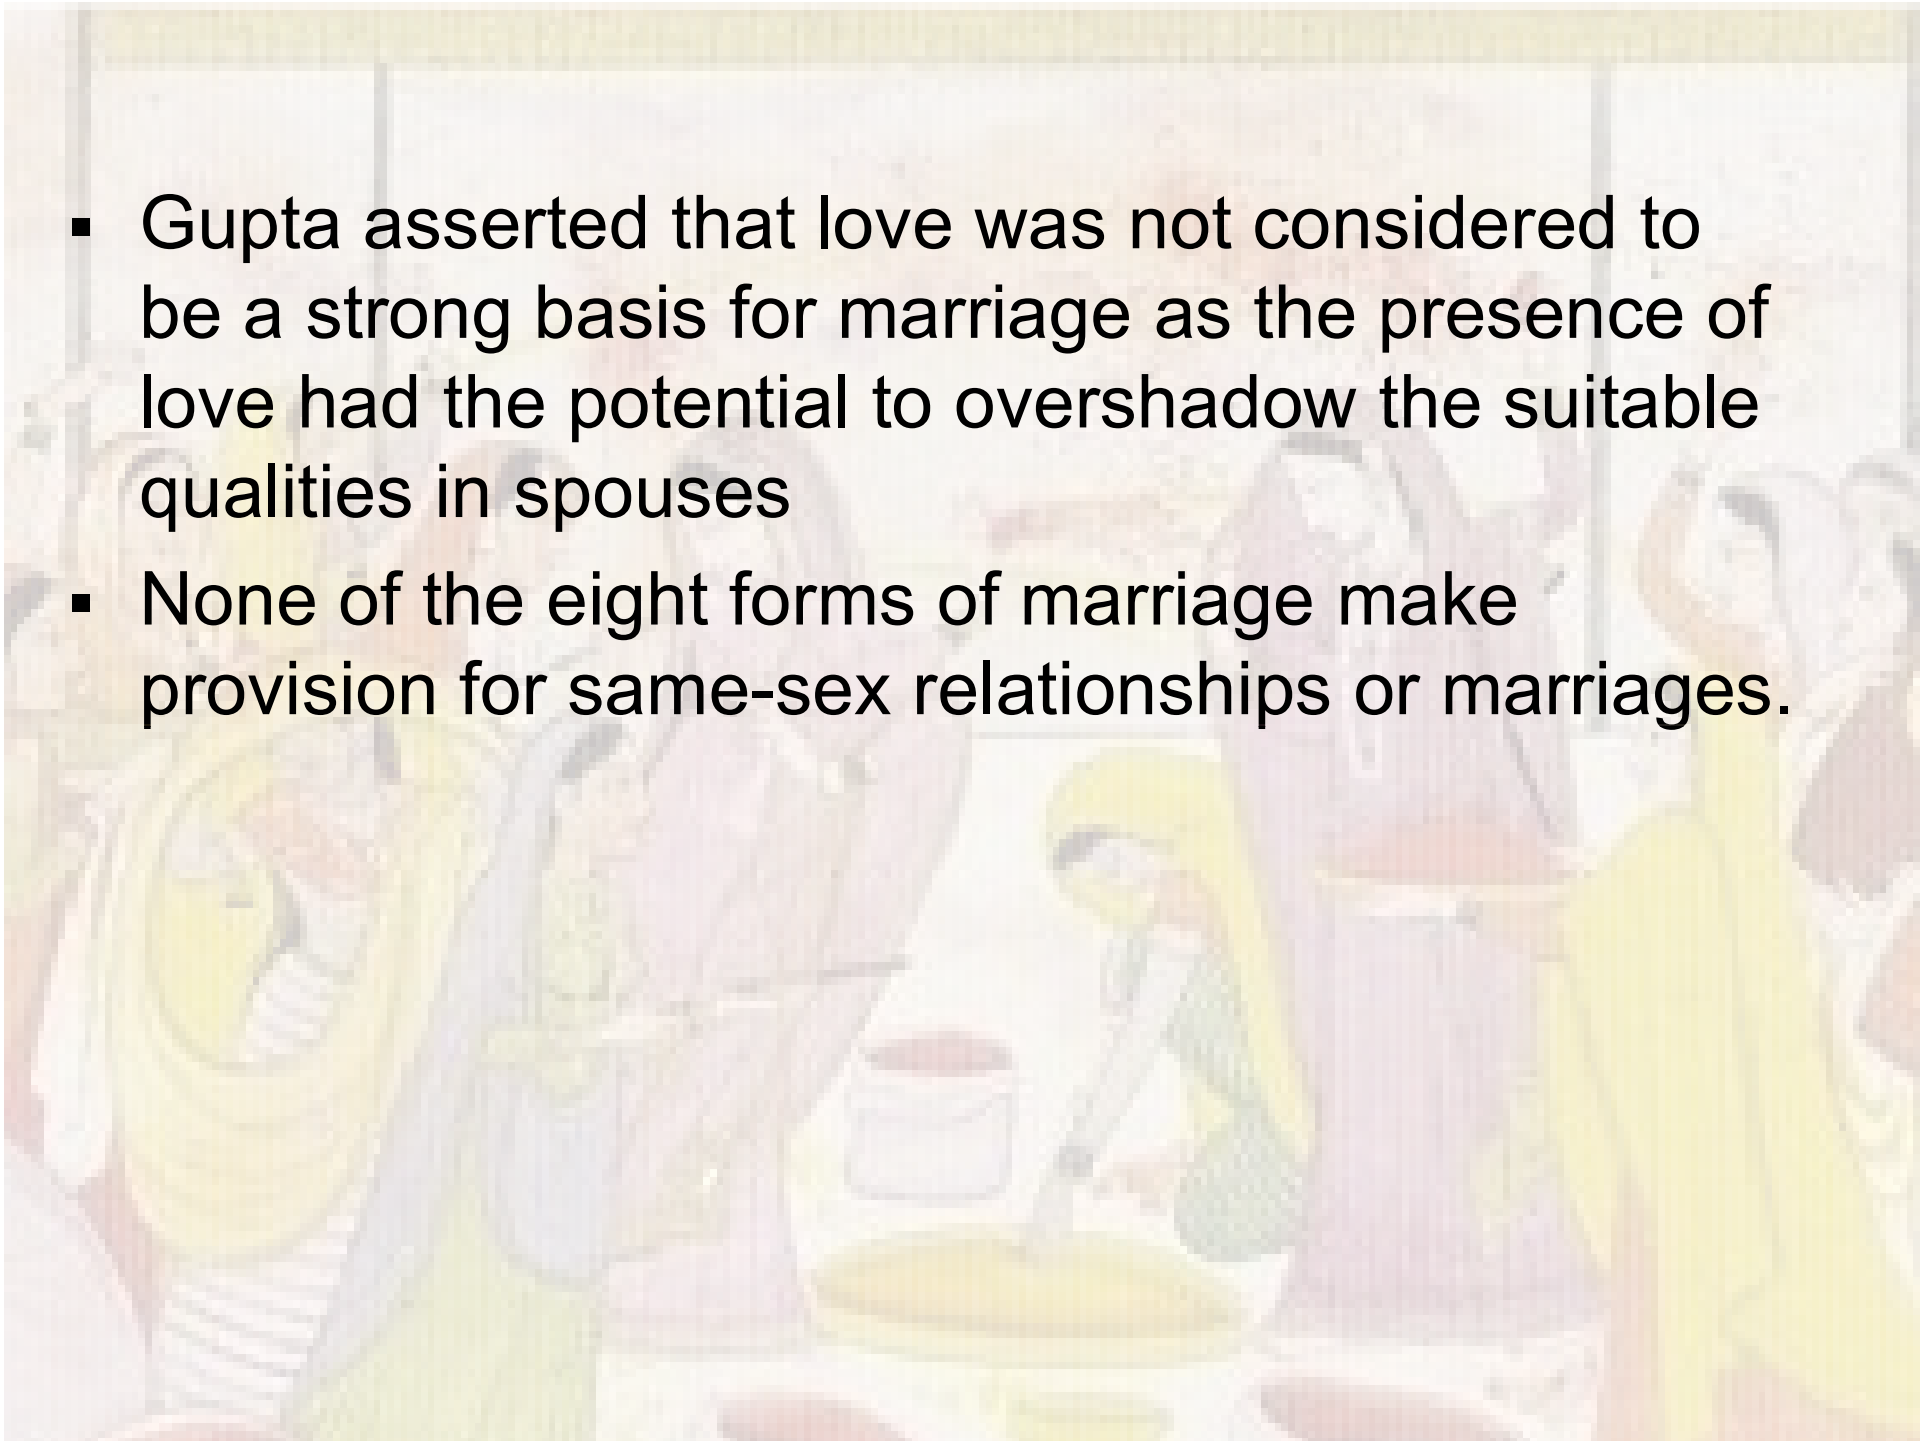 ▪ Gupta asserted that love was not considered to
be a strong basis for marriage as the presence of
love had the potential to overshadow the suitable
qualities in spouses
▪ None of the eight forms of marriage make
provision for same-sex relationships or marriages.